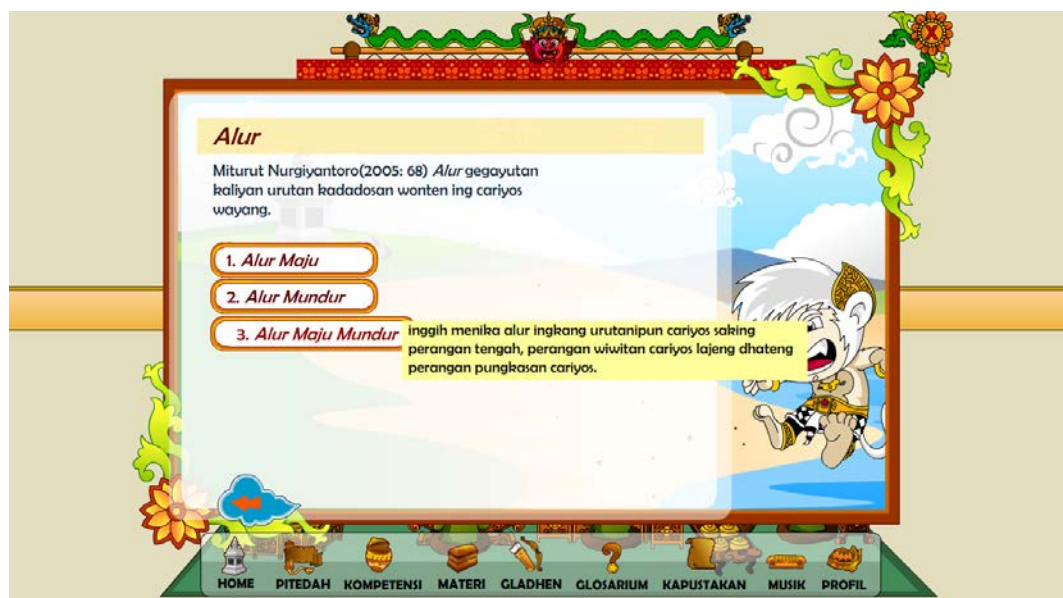 X
Alur
Miturut Nurgiyantoro(2005: 68) Alur gegayutan
kaliyan urutan kadadosan wonten ing cariyos
wayang.
1. Alur Maju
2. Alur Mundur
3. Alur Maju Mundur
inggih menika alur ingkang urutanipun cariyos saking
perangan tengah, perangan wiwitan cariyos lajeng dhateng
perangan pungkasan cariyos.
HOME PITEDAH KOMPETENSI MATERI GLADHEN GLOSARIUM KAPUSTAKAN MUSIK PROFIL